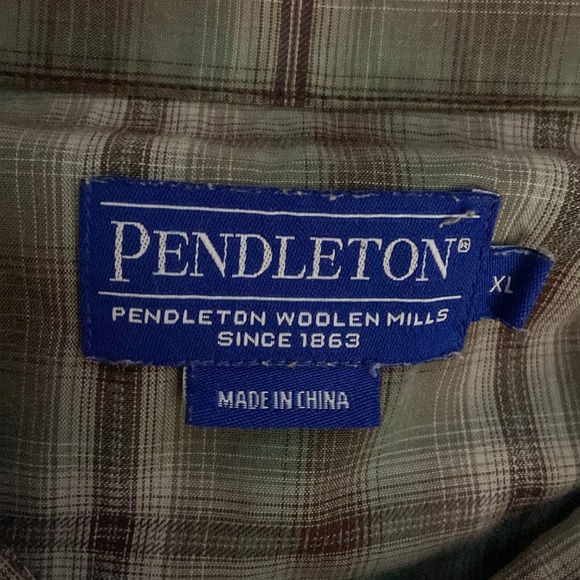 PENDLETON®
XL
PENDLETON WOOLEN MILLS
SINCE 1863
MADE IN CHINA